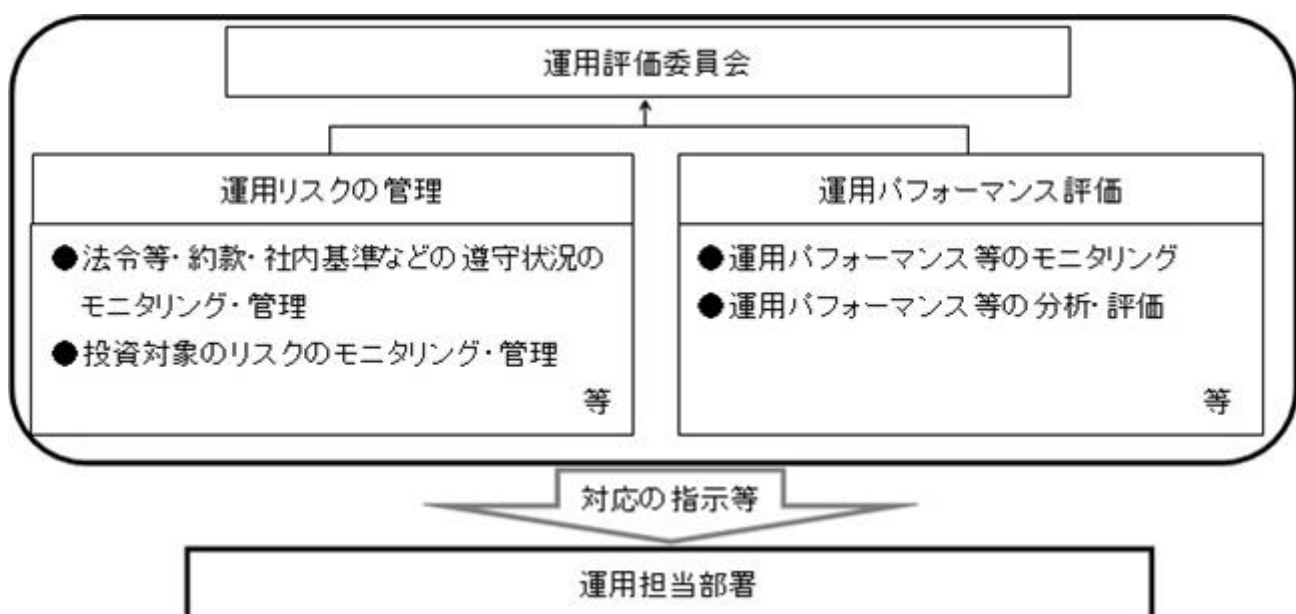 運用評価委員会
運用リスクの管理
●法令等・約款・社内基準などの遵守状況の
モニタリング・管理
●投資対象のリスクのモニタリング・管理
等
運用パフォーマンス評価
●運用パフォーマンス等のモニタリング
●運用パフォーマンス等の分析・評価
等
対応の指示等
運用担当部署